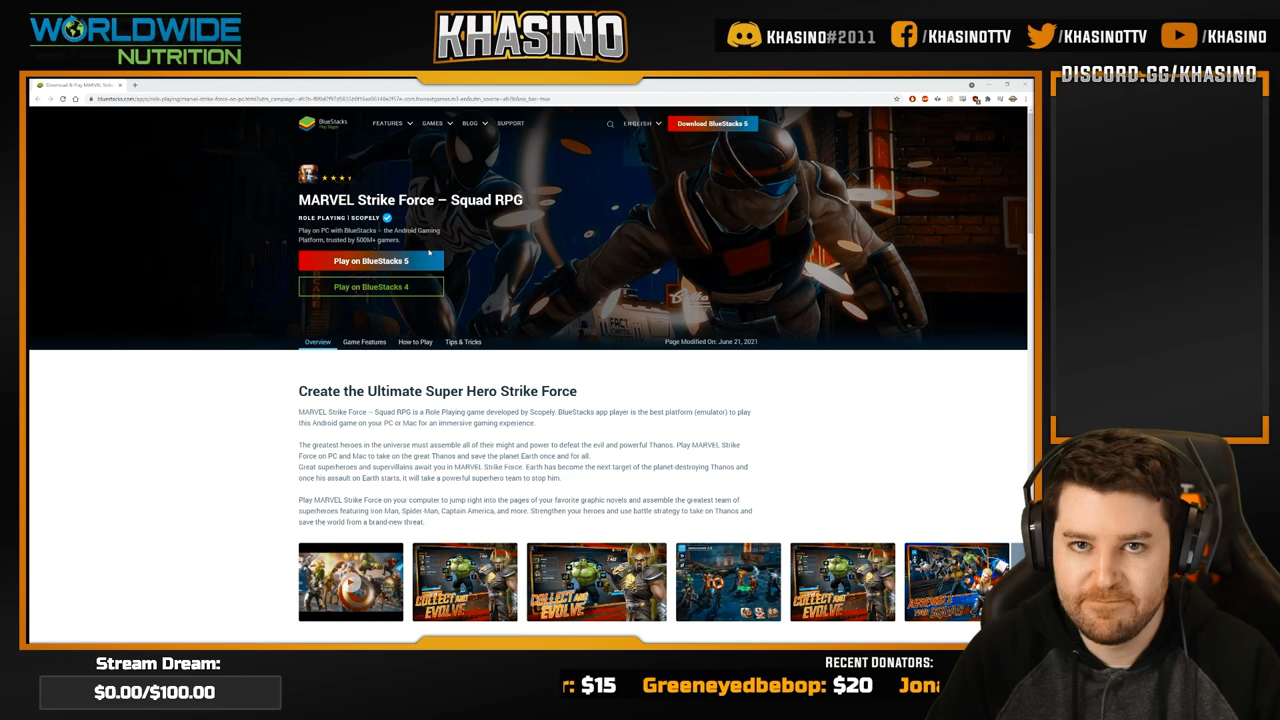 WORLDWIDE
NUTRITION
KHASINO
KHASINO#2011
/KHASINOTTV
/KHASINOTTV
/KHASINO
DISCORD.GG/KHASINO
BlueStacks
Play Bigger
FEATURES
GAMES
BLOG
SUPPORT
ENGLISH
Download BlueStacks 5
MARVEL Strike Force – Squad RPG
ROLE PLAYING | SCOPELY
Play on PC with BlueStacks – the Android Gaming
Platform, trusted by 500M+ gamers.
Play on BlueStacks 5
Play on BlueStacks 4
Overview
Game Features
How to Play
Tips & Tricks
Page Modified On: June 21, 2021
Create the Ultimate Super Hero Strike Force
MARVEL Strike Force – Squad RPG is a Role Playing game developed by Scopely. BlueStacks app player is the best platform (emulator) to play
this Android game on your PC or Mac for an immersive gaming experience.
The greatest heroes in the universe must assemble all of their might and power to defeat the evil and powerful Thanos. Play MARVEL Strike
Force on PC and Mac to take on the great Thanos and save the planet Earth once and for all.
Great superheroes and supervillains await you in MARVEL Strike Force. Earth has become the next target of the planet-destroying Thanos and
once his assault on Earth starts, it will take a powerful superhero team to stop him.
Play MARVEL Strike Force on your computer to jump right into the pages of your favorite graphic novels and assemble the greatest team of
superheroes featuring Iron Man, Spider-Man, Captain America, and more. Strengthen your heroes and use battle strategy to take on Thanos and
save the world from a brand-new threat.
COLLECT AND
EVOLVE
COLLECT AND
EVOLVE
COLLECT AND
EVOLVE
ASSEMBLE
YOUR SQUAD
Stream Dream:
$0.00/$100.00
RECENT DONATORS:
r: $15 Greeneyedbebop: $20 Jon